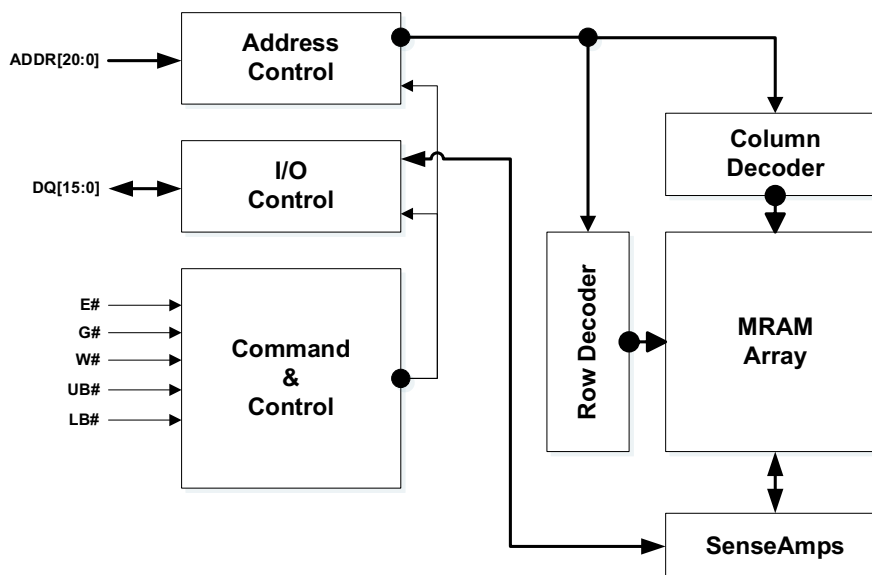 Address
Control
ADDR[20:0]
Column
Decoder
I/O
Control
DQ[15:0]
Row Decoder
MRAM
Array
E#
G#
W#
UB#
LB#
Command
&
Control
SenseAmps